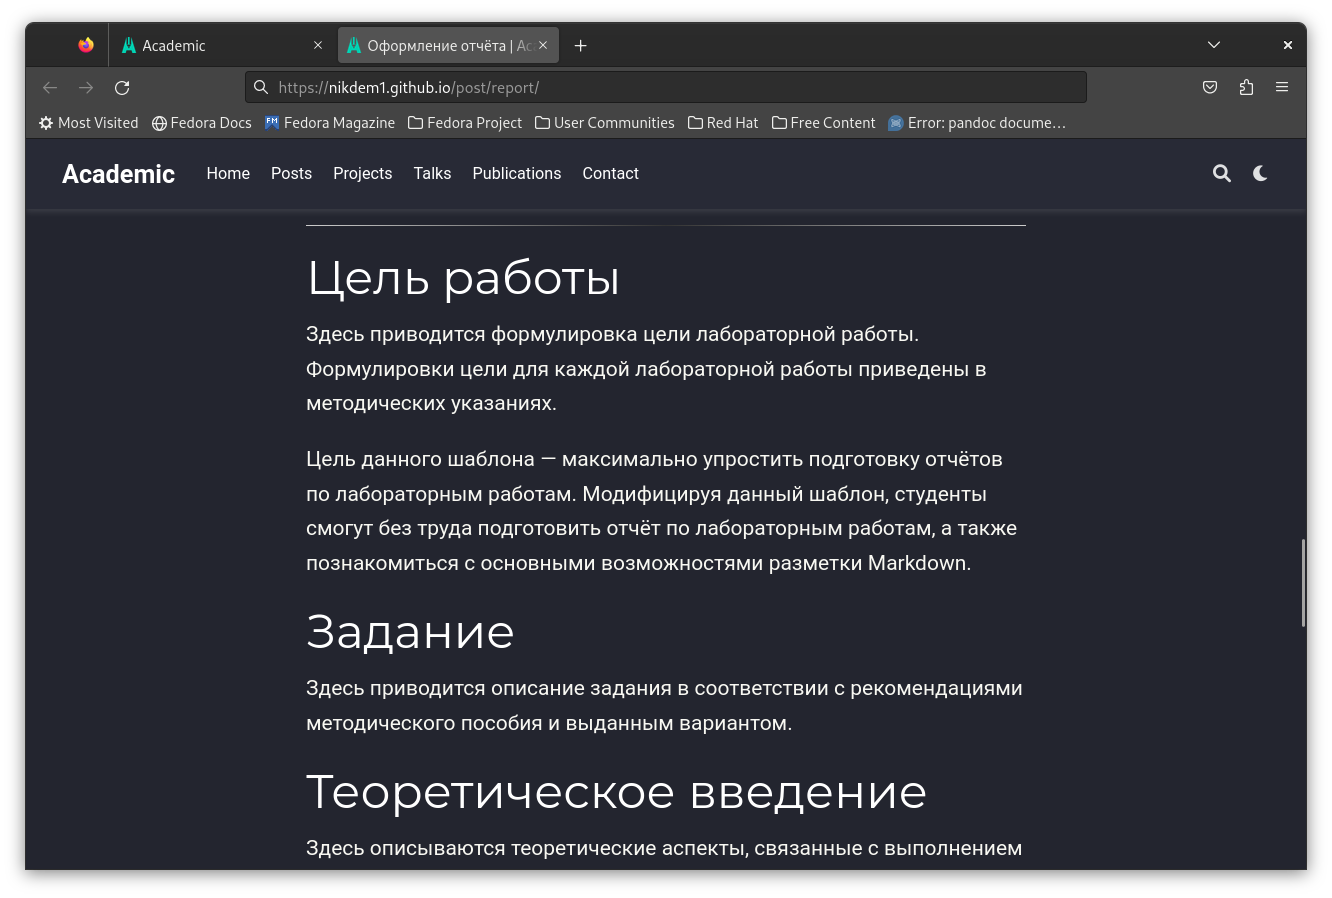 Academic
Оформление отчёта | Ac
https://nikdem1.github.io/post/report/
Most Visited Fedora Docs Fedora Magazine Fedora Project User Communities Red Hat Free Content Error: pandoc docume…
Academic Home Posts Projects Talks Publications Contact
Цель работы
Здесь приводится формулировка цели лабораторной работы.
Формулировки цели для каждой лабораторной работы приведены в
методических указаниях.
Цель данного шаблона — максимально упростить подготовку отчётов
по лабораторным работам. Модифицируя данный шаблон, студенты
смогут без труда подготовить отчёт по лабораторным работам, а также
познакомиться с основными возможностями разметки Markdown.
Задание
Здесь приводится описание задания в соответствии с рекомендациями
методического пособия и выданным вариантом.
Теоретическое введение
Здесь описываются теоретические аспекты, связанные с выполнением